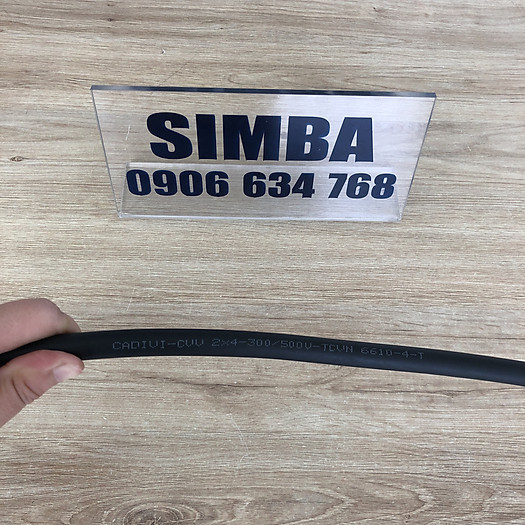 SIMBA
0906 634 768
CADIVI-CVV 2x4-300/500V-TCVN 6610-4-T